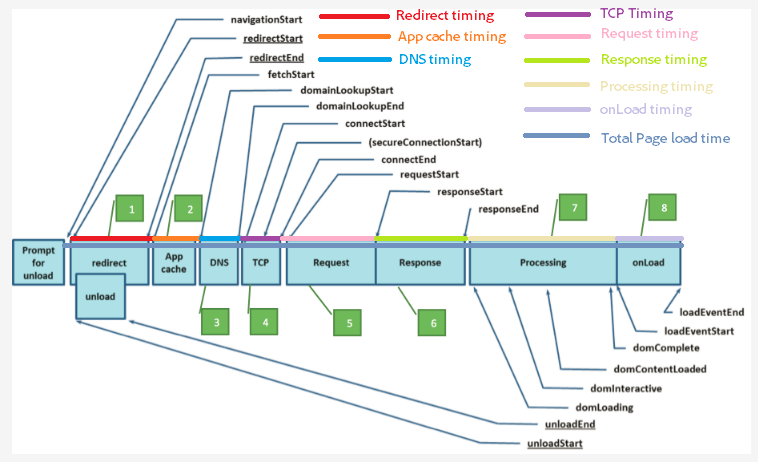 navigationStart
redirectStart
redirectEnd
fetchStart
domainLookupStart
domainLookupEnd
connectStart
(secureConnectionStart)
connectEnd
requestStart
responseStart
responseEnd
Redirect timing
App cache timing
DNS timing
TCP Timing
Request timing
Response timing
Processing timing
onLoad timing
Total Page load time
1
2
7
8
Prompt
for
unload
redirect
App
cache
DNS
TCP
Request
Response
Processing
onLoad
unload
3
4
5
6
loadEventEnd
loadEventStart
domComplete
domContentLoaded
domInteractive
domLoading
unloadEnd
unloadStart